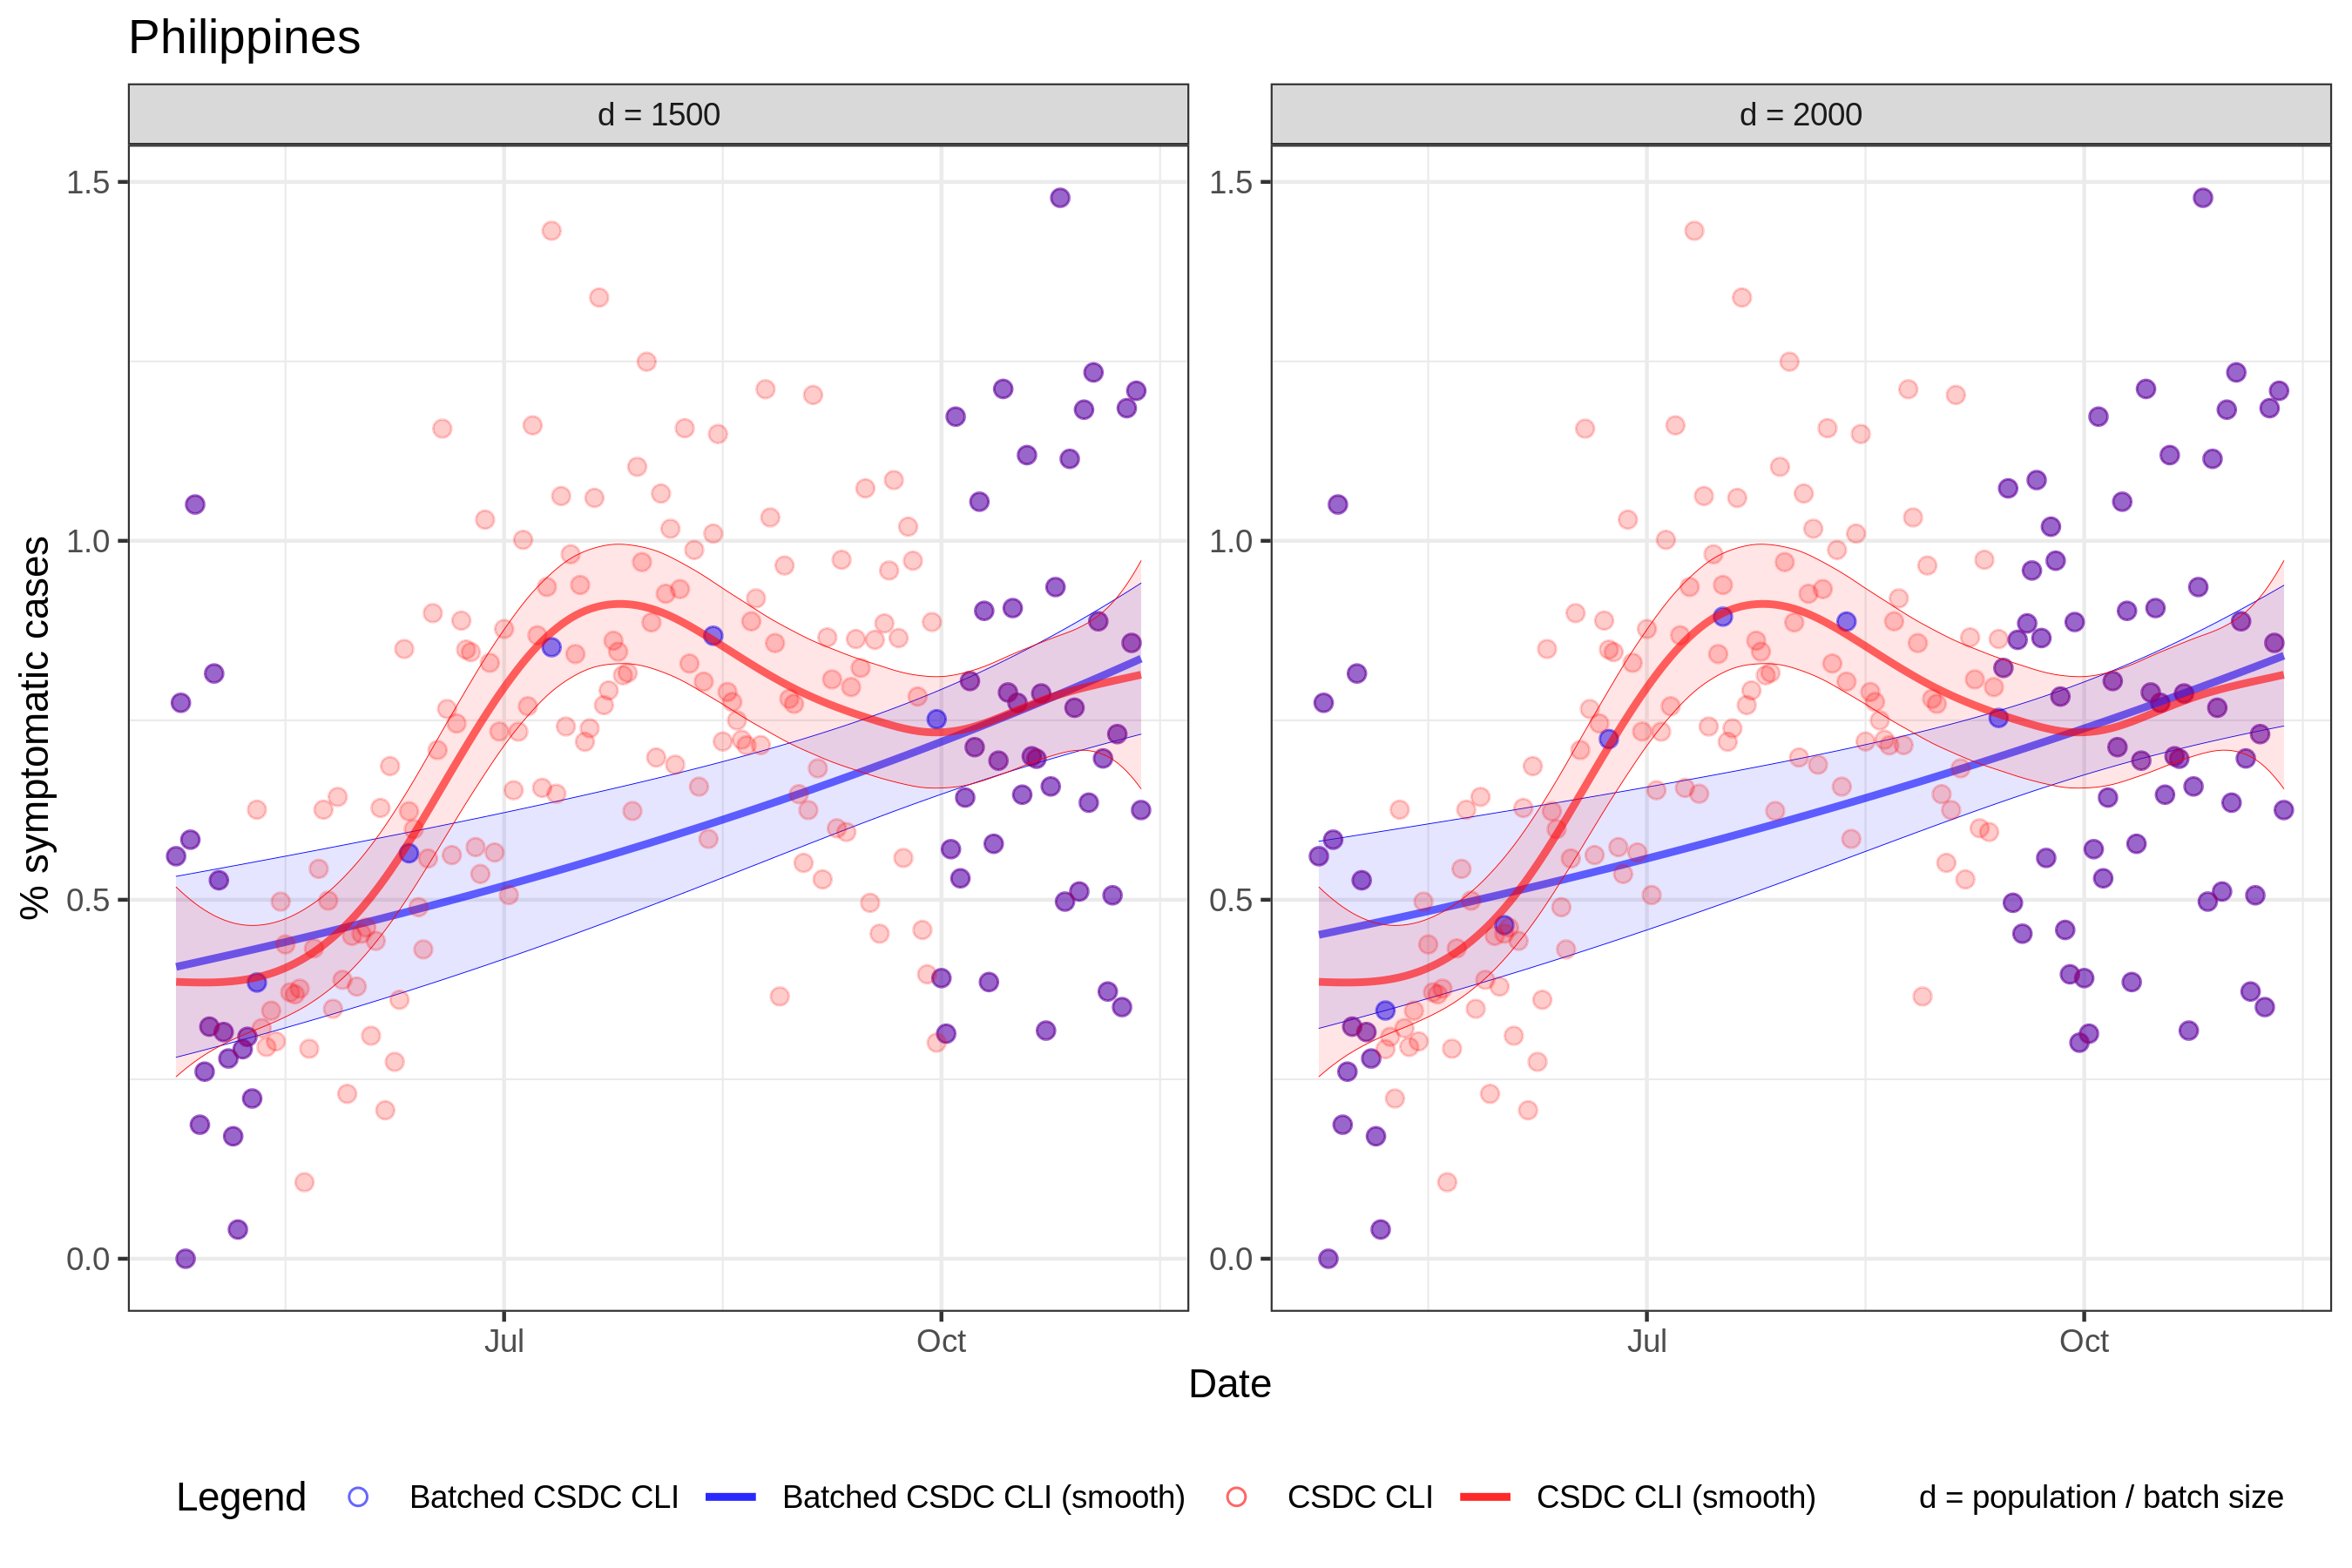 Philippines
d = 1500
d = 2000
% symptomatic cases
1.5
1.0
0.5
0.0
1.5
1.0
0.5
0.0
Jul
Oct
Jul
Oct
Date
Legend
Batched CSDC CLI
Batched CSDC CLI (smooth)
CSDC CLI
CSDC CLI (smooth)
d = population / batch size